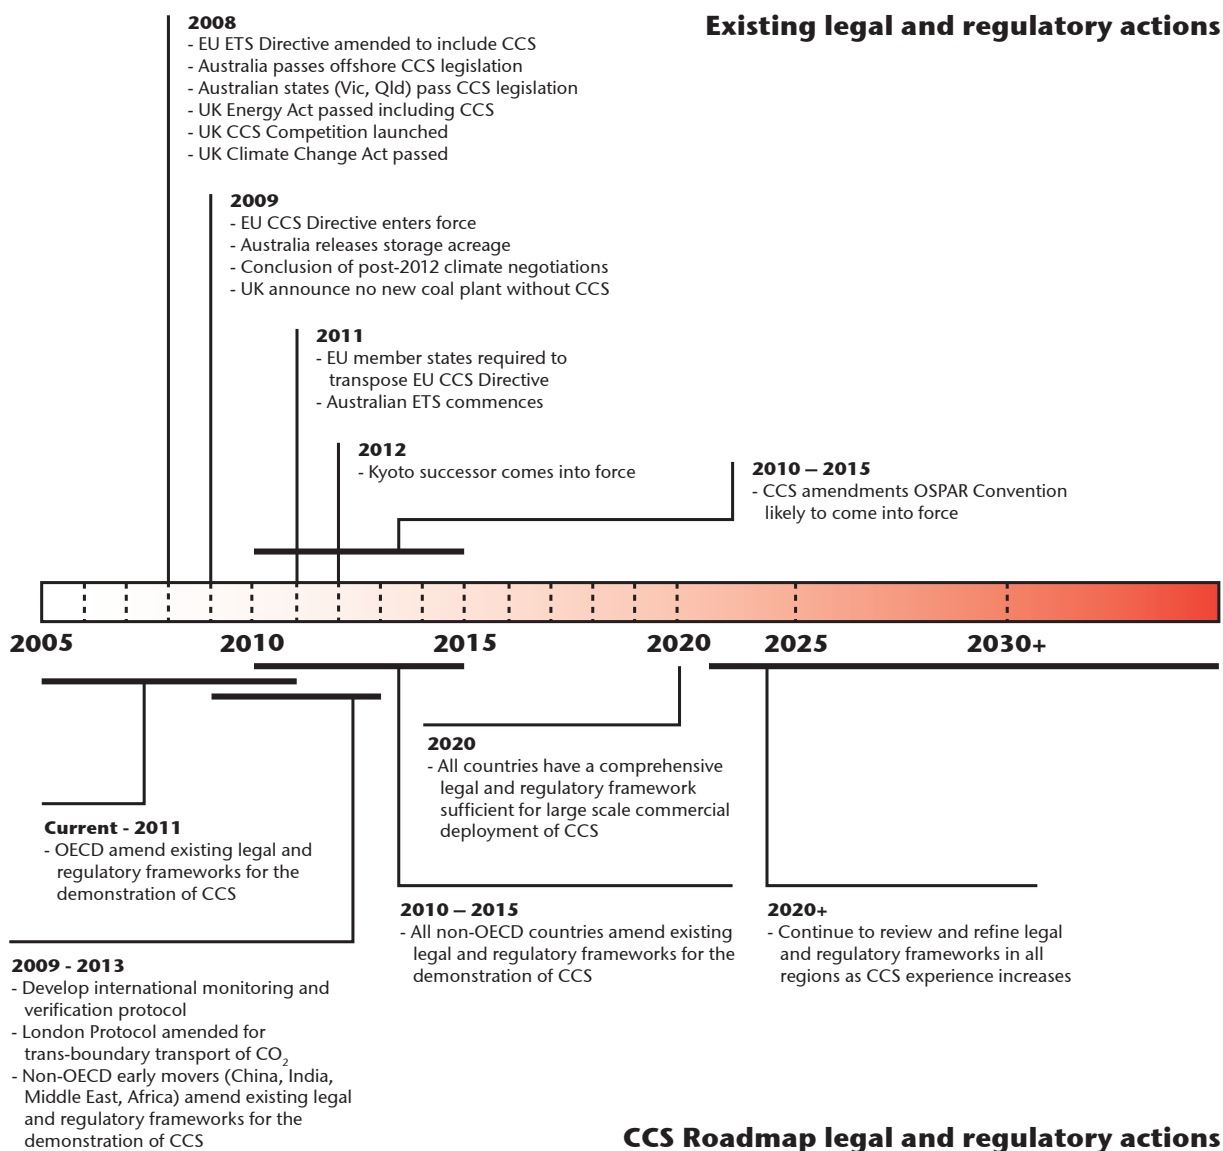 Existing legal and regulatory actions
2008
- EU ETS Directive amended to include CCS
- Australia passes offshore CCS legislation
- Australian states (Vic, Qld) pass CCS legislation
- UK Energy Act passed including CCS
- UK CCS Competition launched
- UK Climate Change Act passed
2009
- EU CCS Directive enters force
- Australia releases storage acreage
- Conclusion of post-2012 climate negotiations
- UK announce no new coal plant without CCS
2011
- EU member states required to
transpose EU CCS Directive
- Australian ETS commences
2012
- Kyoto successor comes into force
2010 – 2015
- CCS amendments OSPAR Convention
likely to come into force
2005 2010 2015 2020 2025 2030+
2020
- All countries have a comprehensive
legal and regulatory framework
sufficient for large scale commercial
deployment of CCS
Current - 2011
- OECD amend existing legal and
regulatory frameworks for the
demonstration of CCS
2010 – 2015
- All non-OECD countries amend existing
legal and regulatory frameworks for the
demonstration of CCS
2020+
- Continue to review and refine legal
and regulatory frameworks in all
regions as CCS experience increases
2009 - 2013
- Develop international monitoring and
verification protocol
- London Protocol amended for
trans-boundary transport of CO₂
- Non-OECD early movers (China, India,
Middle East, Africa) amend existing legal
and regulatory frameworks for the
demonstration of CCS
CCS Roadmap legal and regulatory actions